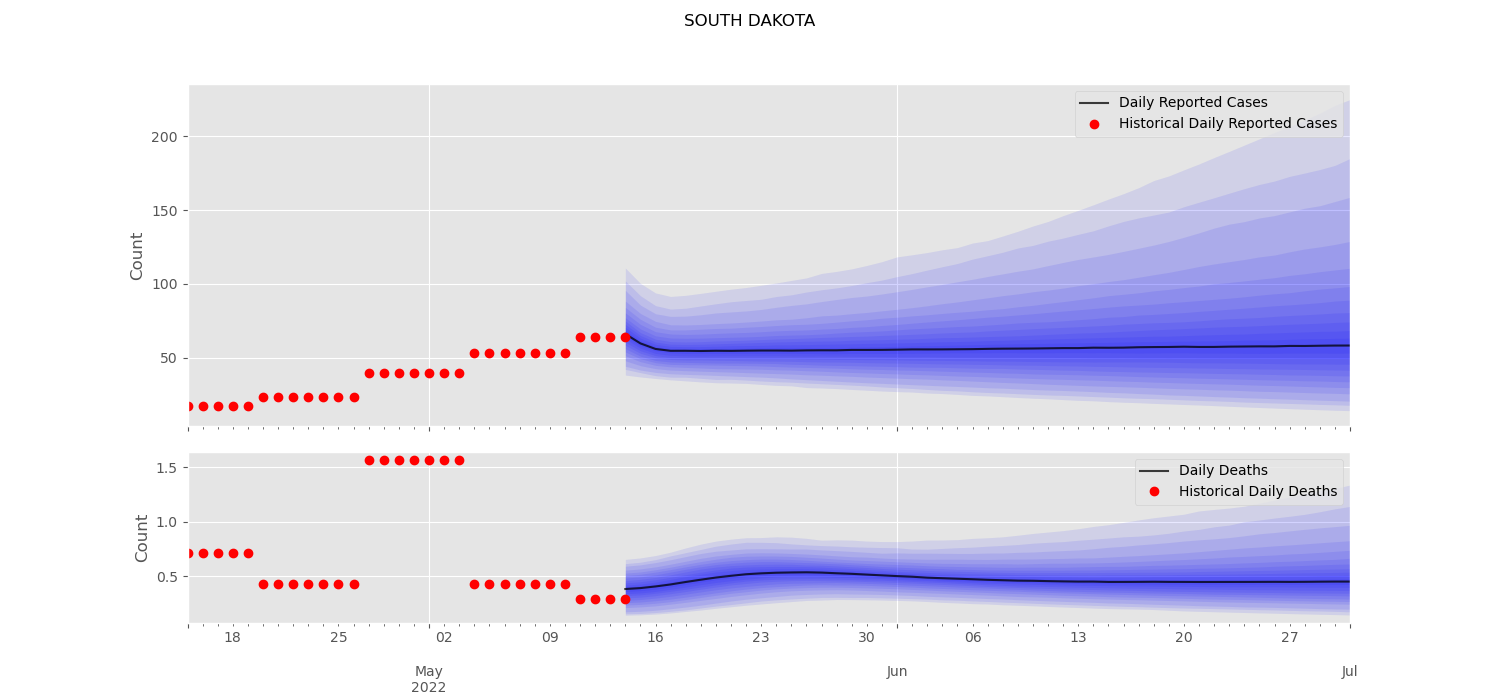 SOUTH DAKOTA
Daily Reported Cases
Historical Daily Reported Cases
200
150
100
50
Count
Daily Deaths
Historical Daily Deaths
1.5
1.0
0.5
Count
18 25 02 09 16 23 30 06 13 20 27
May Jun Jul
2022